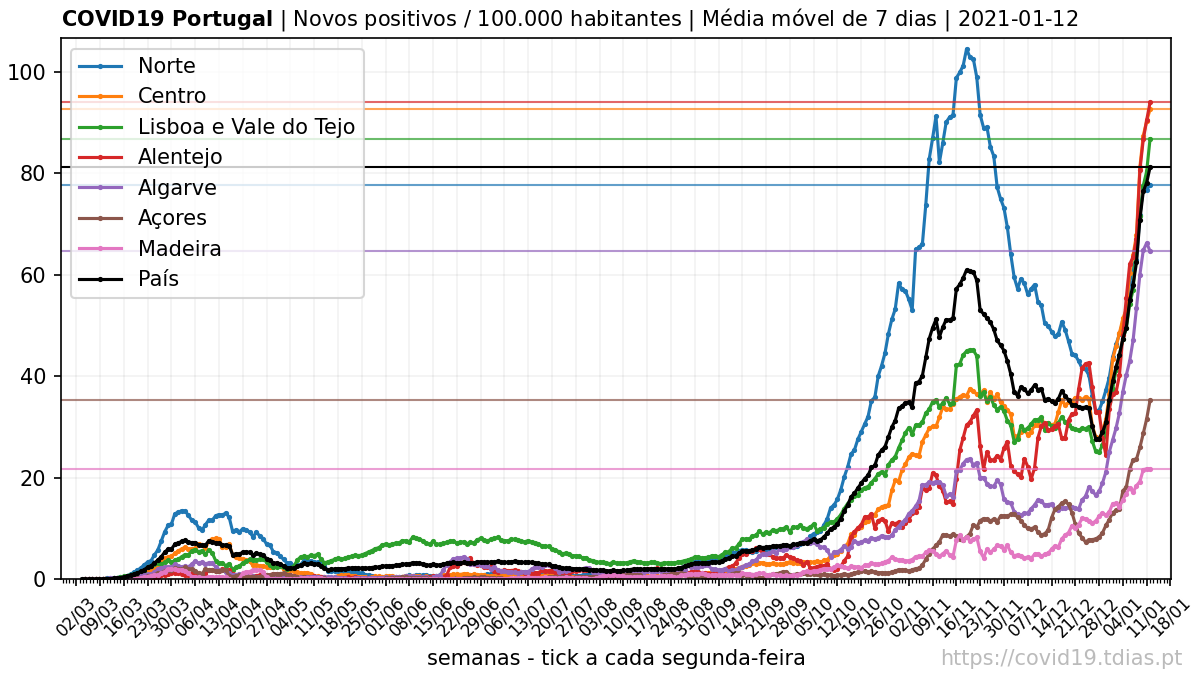 COVID19 Portugal | Novos positivos / 100.000 habitantes | Média móvel de 7 dias | 2021-01-12
Norte
Centro
Lisboa e Vale do Tejo
Alentejo
Algarve
Açores
Madeira
País
100
80
60
40
20
0
02/03 09/03 16/03 23/03 30/03 06/04 13/04 20/04 27/04 04/05 11/05 18/05 25/05 01/06 08/06 15/06 22/06 29/06 06/07 13/07 20/07 27/07 03/08 10/08 17/08 24/08 31/08 07/09 14/09 21/09 28/09 05/10 12/10 19/10 26/10 02/11 09/11 16/11 23/11 30/11 07/12 14/12 21/12 28/12 04/01 11/01 18/01
semanas - tick a cada segunda-feira
https://covid19.tdias.pt